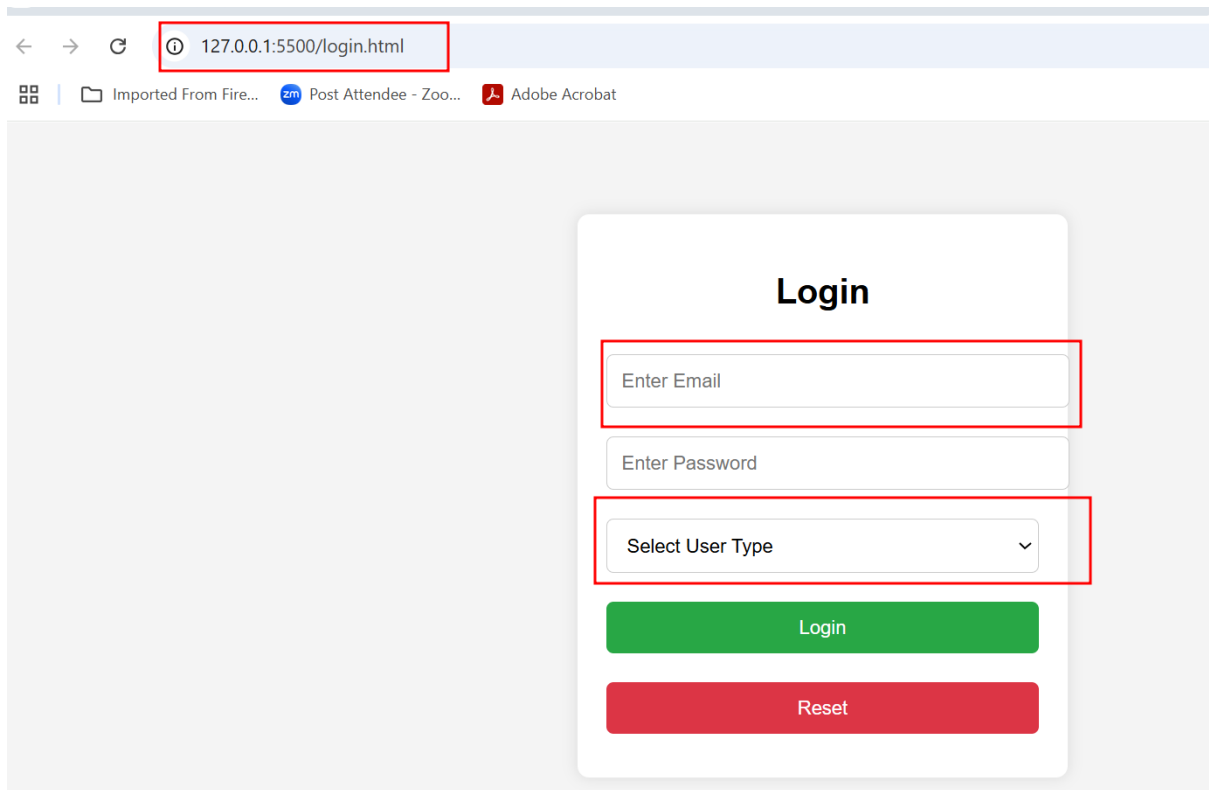 127.0.0.1:5500/login.html
Imported From Fire... zm Post Attendee - Zoo... Adobe Acrobat
Login
Enter Email
Enter Password
Select User Type
Login
Reset